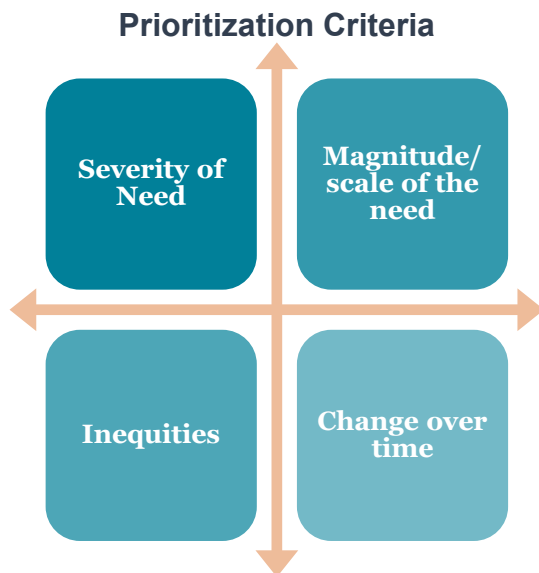 Prioritization Criteria
Severity of
Need
Magnitude/
scale of the
need
Inequities
Change over
time